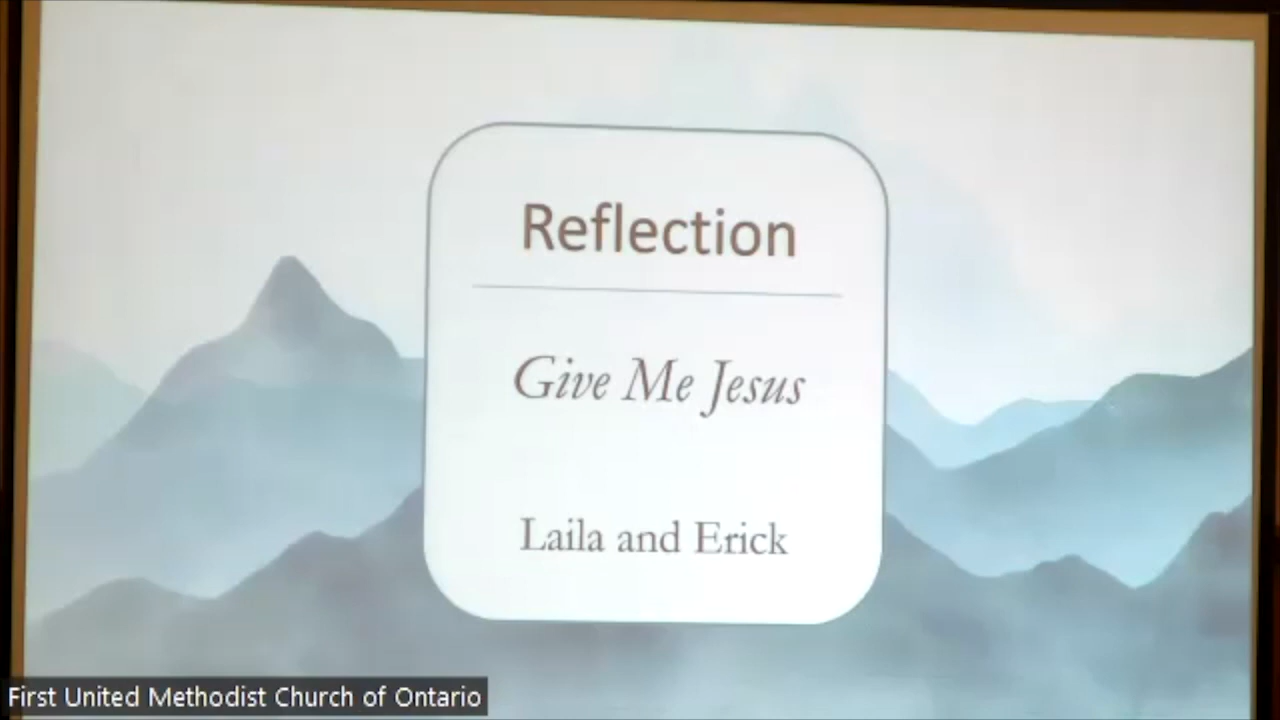 Reflection
Give Me Jesus
Laila and Erick
First United Methodist Church of Ontario